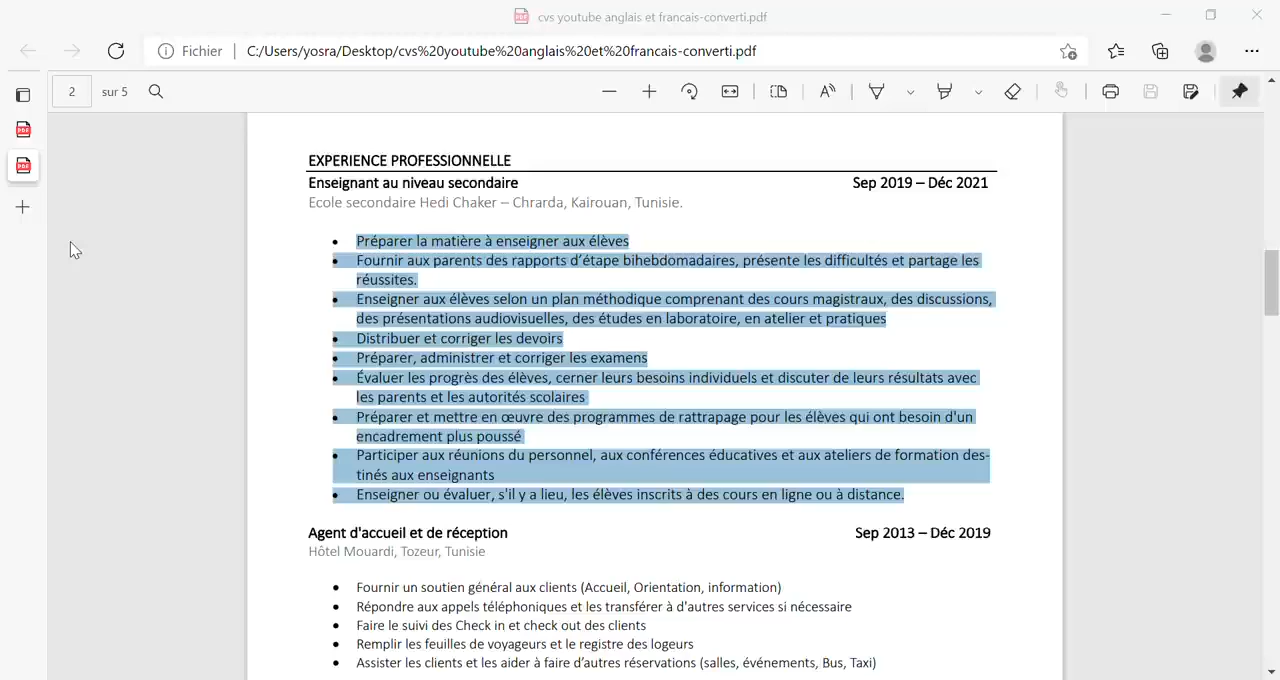 cvs youtube anglais et francais-converti.pdf
Fichier | C:/Users/yosra/Desktop/cvs%20youtube%20anglais%20et%20francais-converti.pdf
2 sur 5
EXPERIENCE PROFESSIONNELLE
Enseignant au niveau secondaire Sep 2019 – Déc 2021
Ecole secondaire Hedi Chaker – Chrarda, Kairouan, Tunisie.
• Préparer la matière à enseigner aux élèves
• Fournir aux parents des rapports d’étape bihebdomadaires, présente les difficultés et partage les
réussites.
• Enseigner aux élèves selon un plan méthodique comprenant des cours magistraux, des discussions,
des présentations audiovisuelles, des études en laboratoire, en atelier et pratiques
• Distribuer et corriger les devoirs
• Préparer, administrer et corriger les examens
• Évaluer les progrès des élèves, cerner leurs besoins individuels et discuter de leurs résultats avec
les parents et les autorités scolaires
• Préparer et mettre en œuvre des programmes de rattrapage pour les élèves qui ont besoin d'un
encadrement plus poussé
• Participer aux réunions du personnel, aux conférences éducatives et aux ateliers de formation des-
tinés aux enseignants
• Enseigner ou évaluer, s'il y a lieu, les élèves inscrits à des cours en ligne ou à distance.
Agent d'accueil et de réception Sep 2013 – Déc 2019
Hôtel Mouardi, Tozeur, Tunisie
• Fournir un soutien général aux clients (Accueil, Orientation, information)
• Répondre aux appels téléphoniques et les transférer à d'autres services si nécessaire
• Faire le suivi des Check in et check out des clients
• Remplir les feuilles de voyageurs et le registre des logeurs
• Assister les clients et les aider à faire d’autres réservations (salles, événements, Bus, Taxi)